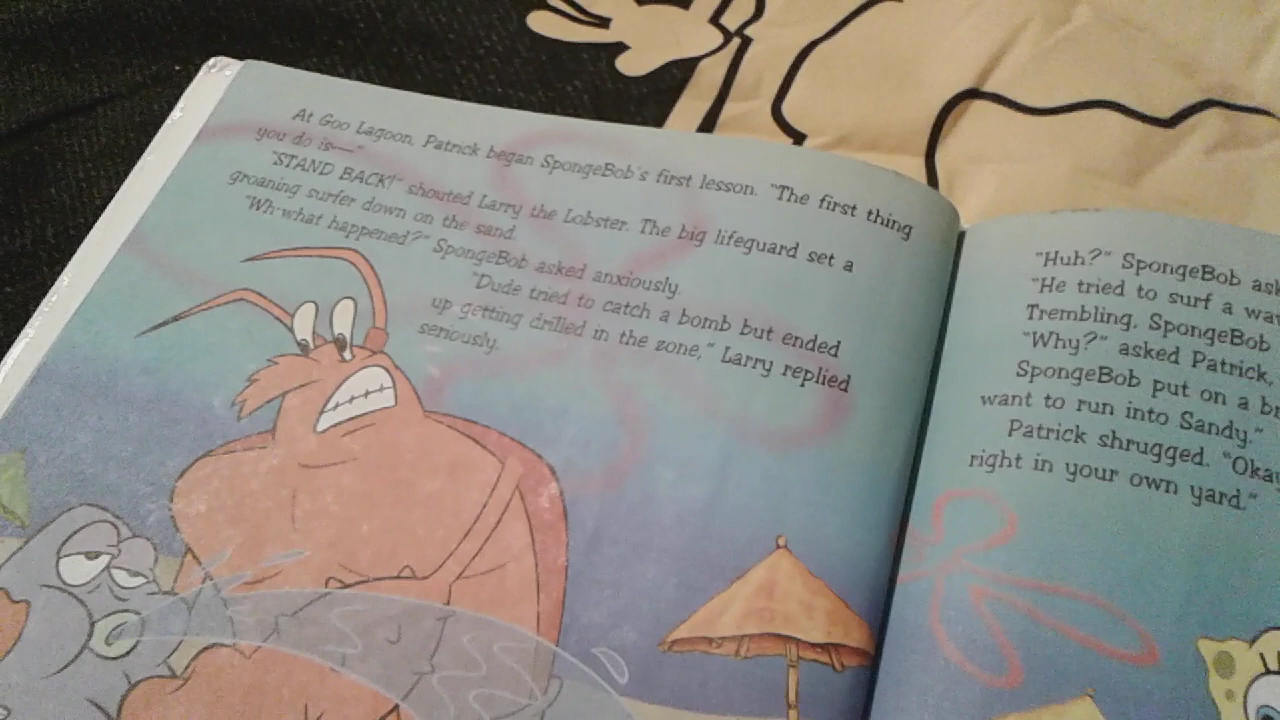 At Goo Lagoon, Patrick began SpongeBob's first lesson. "The first thing
you do is—"
"STAND BACK!" shouted Larry the Lobster. The big lifeguard set a
groaning surfer down on the sand.
"Wh-what happened?" SpongeBob asked anxiously.
"Dude tried to catch a bomb but ended
up getting drilled in the zone," Larry replied
seriously.
"Huh?" SpongeBob
"He tried to surf a
Trembling, SpongeBob
"Why?" asked Patrick,
SpongeBob put on a
want to run into Sandy."
Patrick shrugged.
right in your own yard."